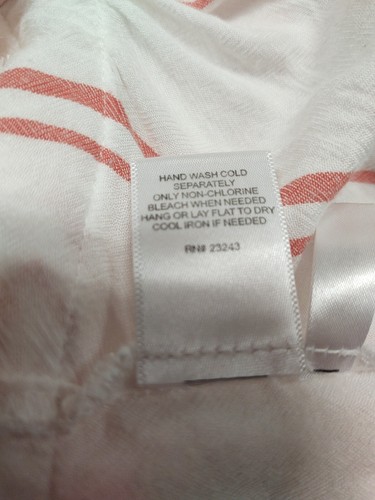 HAND WASH COLD
SEPARATELY
ONLY NON-CHLORINE
BLEACH WHEN NEEDED
HANG OR LAY FLAT TO DRY
COOL IRON IF NEEDED
RN# 23243